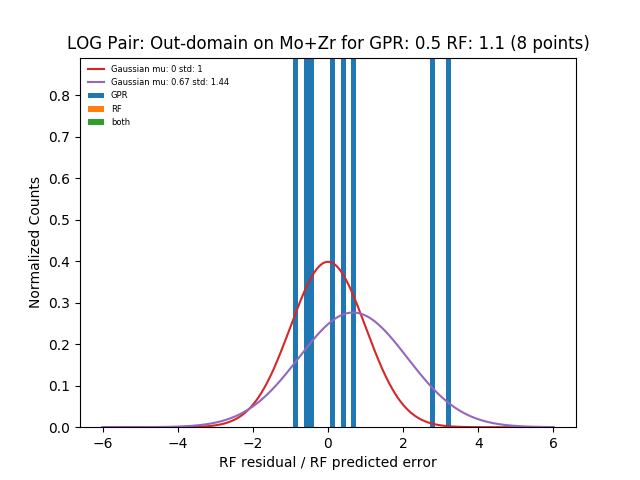 LOG Pair: Out-domain on Mo+Zr for GPR: 0.5 RF: 1.1 (8 points)
Gaussian mu: 0 std: 1
Gaussian mu: 0.67 std: 1.44
GPR
RF
both
Normalized Counts
0.8
0.7
0.6
0.5
0.4
0.3
0.2
0.1
0.0
−6 −4 −2 0 2 4 6
RF residual / RF predicted error